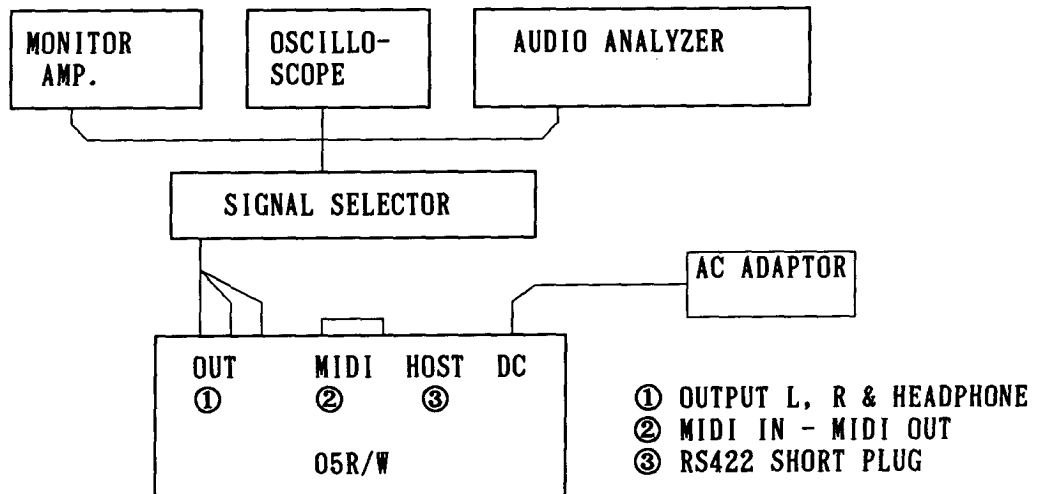 MONITOR
AMP.
OSCILLO-
SCOPE
AUDIO ANALYZER
SIGNAL SELECTOR
AC ADAPTOR
OUT MIDI HOST DC
① ② ③
05R/W
① OUTPUT L, R & HEADPHONE
② MIDI IN - MIDI OUT
③ RS422 SHORT PLUG